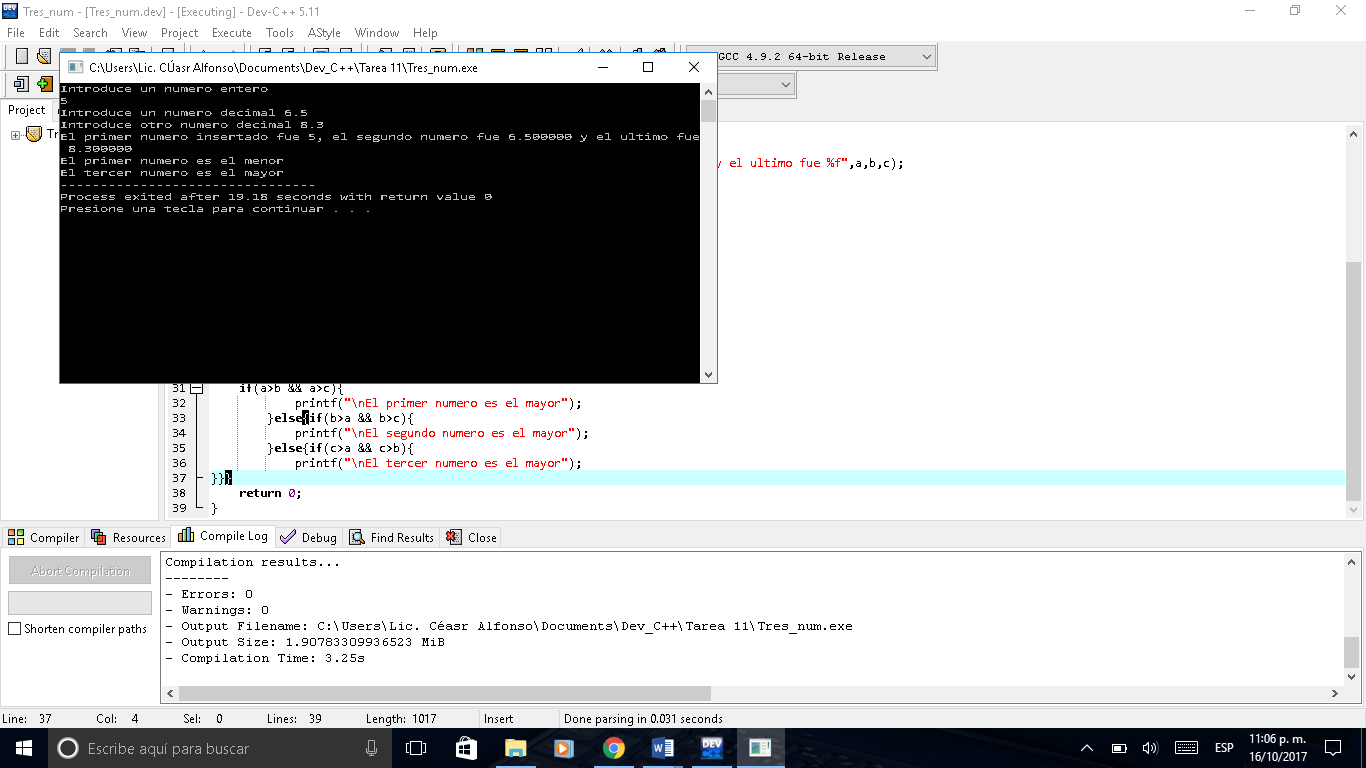 Tres_num - [Tres_num.dev] - [Executing] - Dev-C++ 5.11
File Edit Search View Project Execute Tools AStyle Window Help
C:\Users\Lic. CÚasr Alfonso\Documents\Dev_C++\Tarea 11\Tres_num.exe
GCC 4.9.2 64-bit Release
Project
Introduce un numero entero
5
Introduce un numero decimal 6.5
Introduce otro numero decimal 8.3
El primer numero insertado fue 5, el segundo numero fue 6.500000 y el ultimo fue
8.300000
El primer numero es el menor
El tercer numero es el mayor
--------------------------------
Process exited after 19.18 seconds with return value 0
Presione una tecla para continuar . . .
y el ultimo fue %f",a,b,c);
31 if(a>b && a>c){
32 printf("\nEl primer numero es el mayor");
33 }else{if(b>a && b>c){
34 printf("\nEl segundo numero es el mayor");
35 }else{if(c>a && c>b){
36 printf("\nEl tercer numero es el mayor");
37 }}}
38 return 0;
39 }
Compiler Resources Compile Log Debug Find Results Close
Abort Compilation
Shorten compiler paths
Compilation results...
--------
- Errors: 0
- Warnings: 0
- Output Filename: C:\Users\Lic. Céasr Alfonso\Documents\Dev_C++\Tarea 11\Tres_num.exe
- Output Size: 1.90783309936523 MiB
- Compilation Time: 3.25s
Line: 37 Col: 4 Sel: 0 Lines: 39 Length: 1017 Insert Done parsing in 0.031 seconds
Escribe aquí para buscar
ESP
11:06 p. m.
16/10/2017